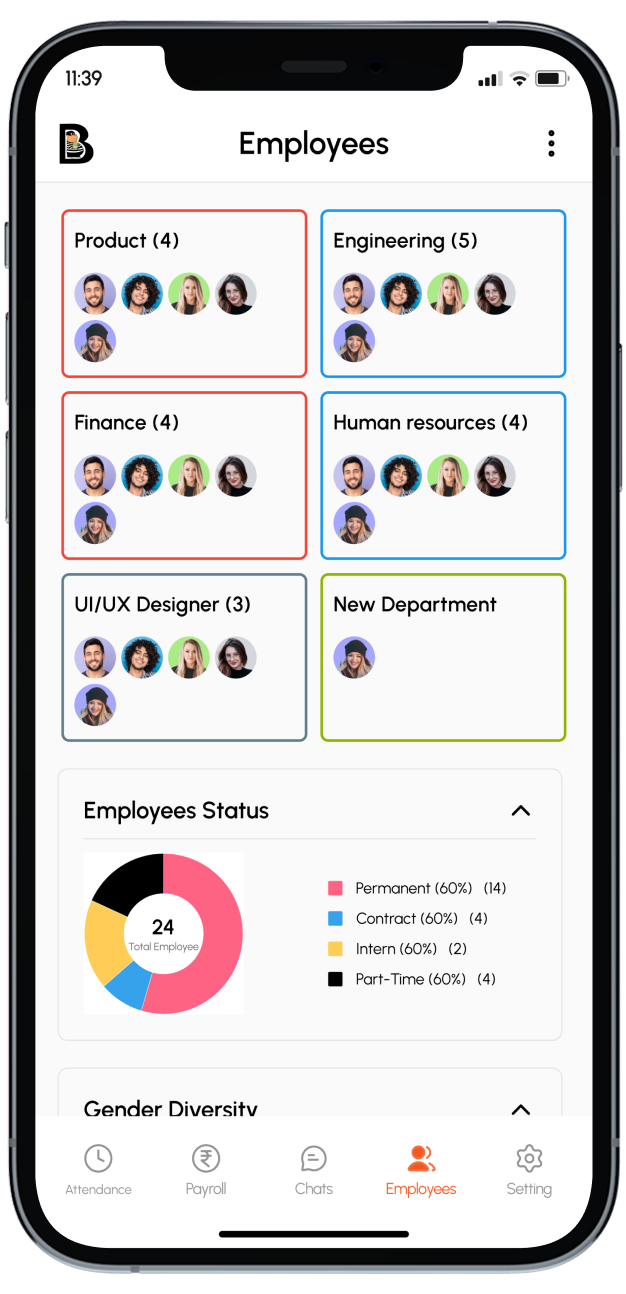 11:39
B
Employees
Product (4)
Engineering (5)
Finance (4)
Human resources (4)
UI/UX Designer (3)
New Department
Employees Status
24
Total Employee
Permanent (60%) (14)
Contract (60%) (4)
Intern (60%) (2)
Part-Time (60%) (4)
Gender Diversity
Attendance
Payroll
Chats
Employees
Setting